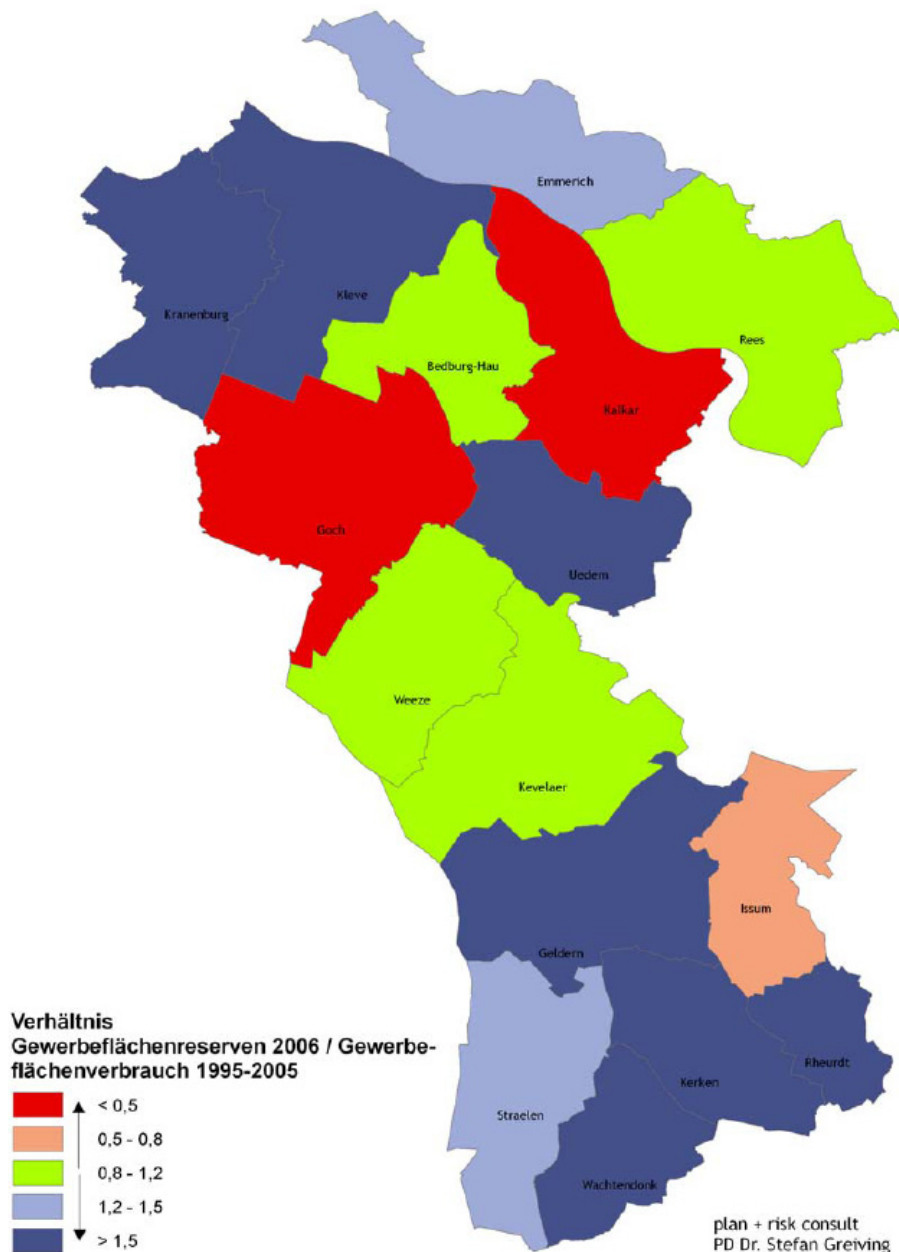 Emmerich
Kranenburg
Kleve
Rees
Bedburg-Hau
Kalkar
Goch
Uedem
Weeze
Kevelaer
Issum
Geldern
Rheurdt
Kerken
Straelen
Wachtendonk
Verhältnis
Gewerbeflächenreserven 2006 / Gewerbe-
flächenverbrauch 1995-2005
< 0,5
0,5 - 0,8
0,8 - 1,2
1,2 - 1,5
> 1,5
plan + risk consult
PD Dr. Stefan Greiving